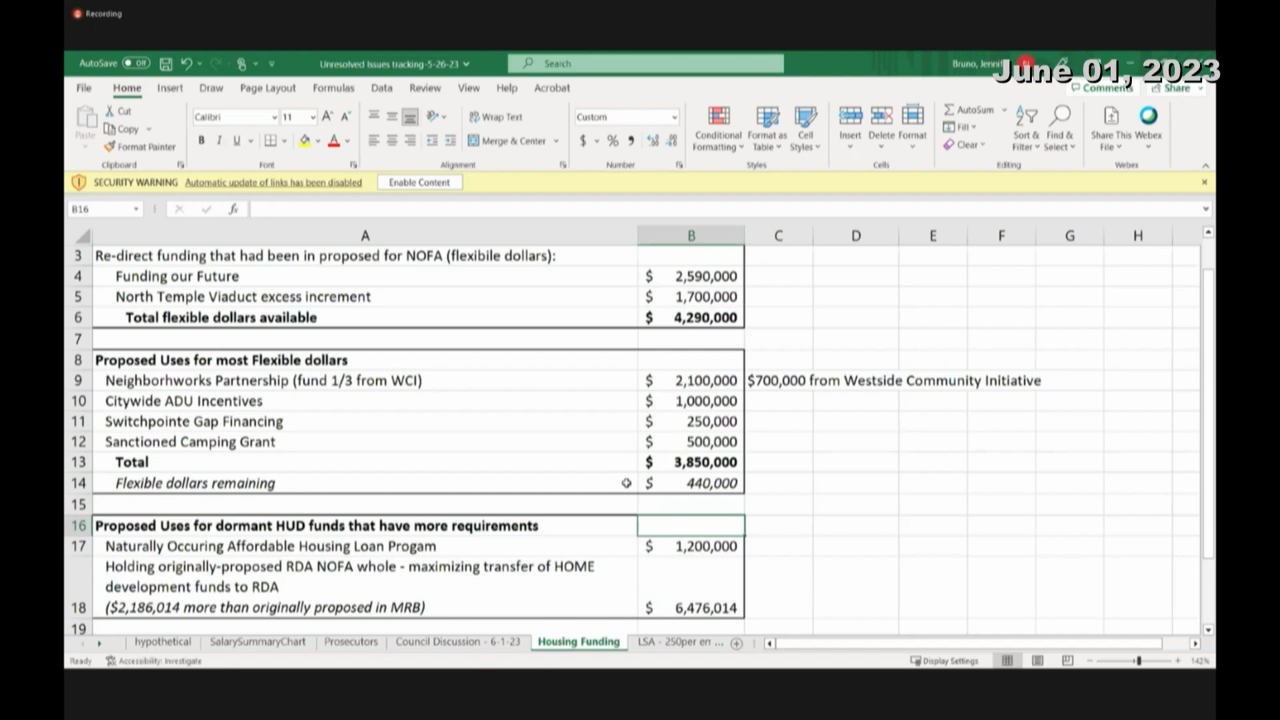 Recording
AutoSave Off
Unresolved Issues tracking-5-26-23
Search
Bruno,
June 01, 2023
File Home Insert Draw Page Layout Formulas Data Review View Help Acrobat
Comments Share
Paste
Cut
Copy
Format Painter
Clipboard
Calibri 11
B I U
Font
Wrap Text
Merge & Center
Alignment
Custom
$ % 9
Number
Conditional Formatting
Format as Table
Cell Styles
Styles
Insert Delete Format
Cells
AutoSum
Fill
Clear
Sort & Filter
Find & Select
Editing
Share This File
Webex
Webex
SECURITY WARNING Automatic update of links has been disabled Enable Content
B16 fx
A B C D E F G H
3 Re-direct funding that had been in proposed for NOFA (flexibile dollars):
4 Funding our Future $ 2,590,000
5 North Temple Viaduct excess increment $ 1,700,000
6 Total flexible dollars available $ 4,290,000
7
8 Proposed Uses for most Flexible dollars
9 Neighborhworks Partnership (fund 1/3 from WCI) $ 2,100,000 $700,000 from Westside Community Initiative
10 Citywide ADU Incentives $ 1,000,000
11 Switchpointe Gap Financing $ 250,000
12 Sanctioned Camping Grant $ 500,000
13 Total $ 3,850,000
14 Flexible dollars remaining $ 440,000
15
16 Proposed Uses for dormant HUD funds that have more requirements
17 Naturally Occuring Affordable Housing Loan Progam $ 1,200,000
Holding originally-proposed RDA NOFA whole - maximizing transfer of HOME
development funds to RDA
18 ($2,186,014 more than originally proposed in MRB) $ 6,476,014
19
hypothetical SalarySummaryChart Prosecutors Council Discussion - 6-1-23 Housing Funding LSA - 250per em ...
Ready Accessibility: Investigate Display Settings 142%